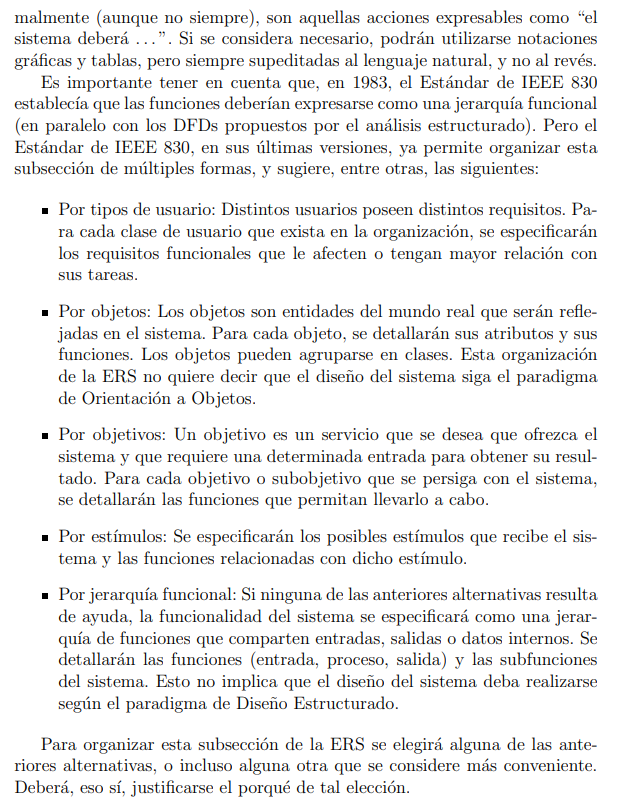 malmente (aunque no siempre), son aquellas acciones expresables como “el
sistema deberá ...”. Si se considera necesario, podrán utilizarse notaciones
gráficas y tablas, pero siempre supeditadas al lenguaje natural, y no al revés.
Es importante tener en cuenta que, en 1983, el Estándar de IEEE 830
establecía que las funciones deberían expresarse como una jerarquía funcional
(en paralelo con los DFDs propuestos por el análisis estructurado). Pero el
Estándar de IEEE 830, en sus últimas versiones, ya permite organizar esta
subsección de múltiples formas, y sugiere, entre otras, las siguientes:
▪ Por tipos de usuario: Distintos usuarios poseen distintos requisitos. Pa-
ra cada clase de usuario que exista en la organización, se especificarán
los requisitos funcionales que le afecten o tengan mayor relación con
sus tareas.
▪ Por objetos: Los objetos son entidades del mundo real que serán refle-
jadas en el sistema. Para cada objeto, se detallarán sus atributos y sus
funciones. Los objetos pueden agruparse en clases. Esta organización
de la ERS no quiere decir que el diseño del sistema siga el paradigma
de Orientación a Objetos.
▪ Por objetivos: Un objetivo es un servicio que se desea que ofrezca el
sistema y que requiere una determinada entrada para obtener su resul-
tado. Para cada objetivo o subobjetivo que se persiga con el sistema,
se detallarán las funciones que permitan llevarlo a cabo.
▪ Por estímulos: Se especificarán los posibles estímulos que recibe el sis-
tema y las funciones relacionadas con dicho estímulo.
▪ Por jerarquía funcional: Si ninguna de las anteriores alternativas resulta
de ayuda, la funcionalidad del sistema se especificará como una jerar-
quía de funciones que comparten entradas, salidas o datos internos. Se
detallarán las funciones (entrada, proceso, salida) y las subfunciones
del sistema. Esto no implica que el diseño del sistema deba realizarse
según el paradigma de Diseño Estructurado.
Para organizar esta subsección de la ERS se elegirá alguna de las ante-
riores alternativas, o incluso alguna otra que se considere más conveniente.
Deberá, eso sí, justificarse el porqué de tal elección.